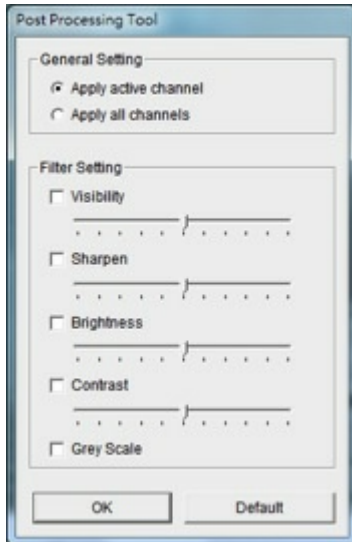 Post Processing Tool
General Setting
Apply active channel
Apply all channels
Filter Setting
Visibility
Sharpen
Brightness
Contrast
Grey Scale
OK
Default